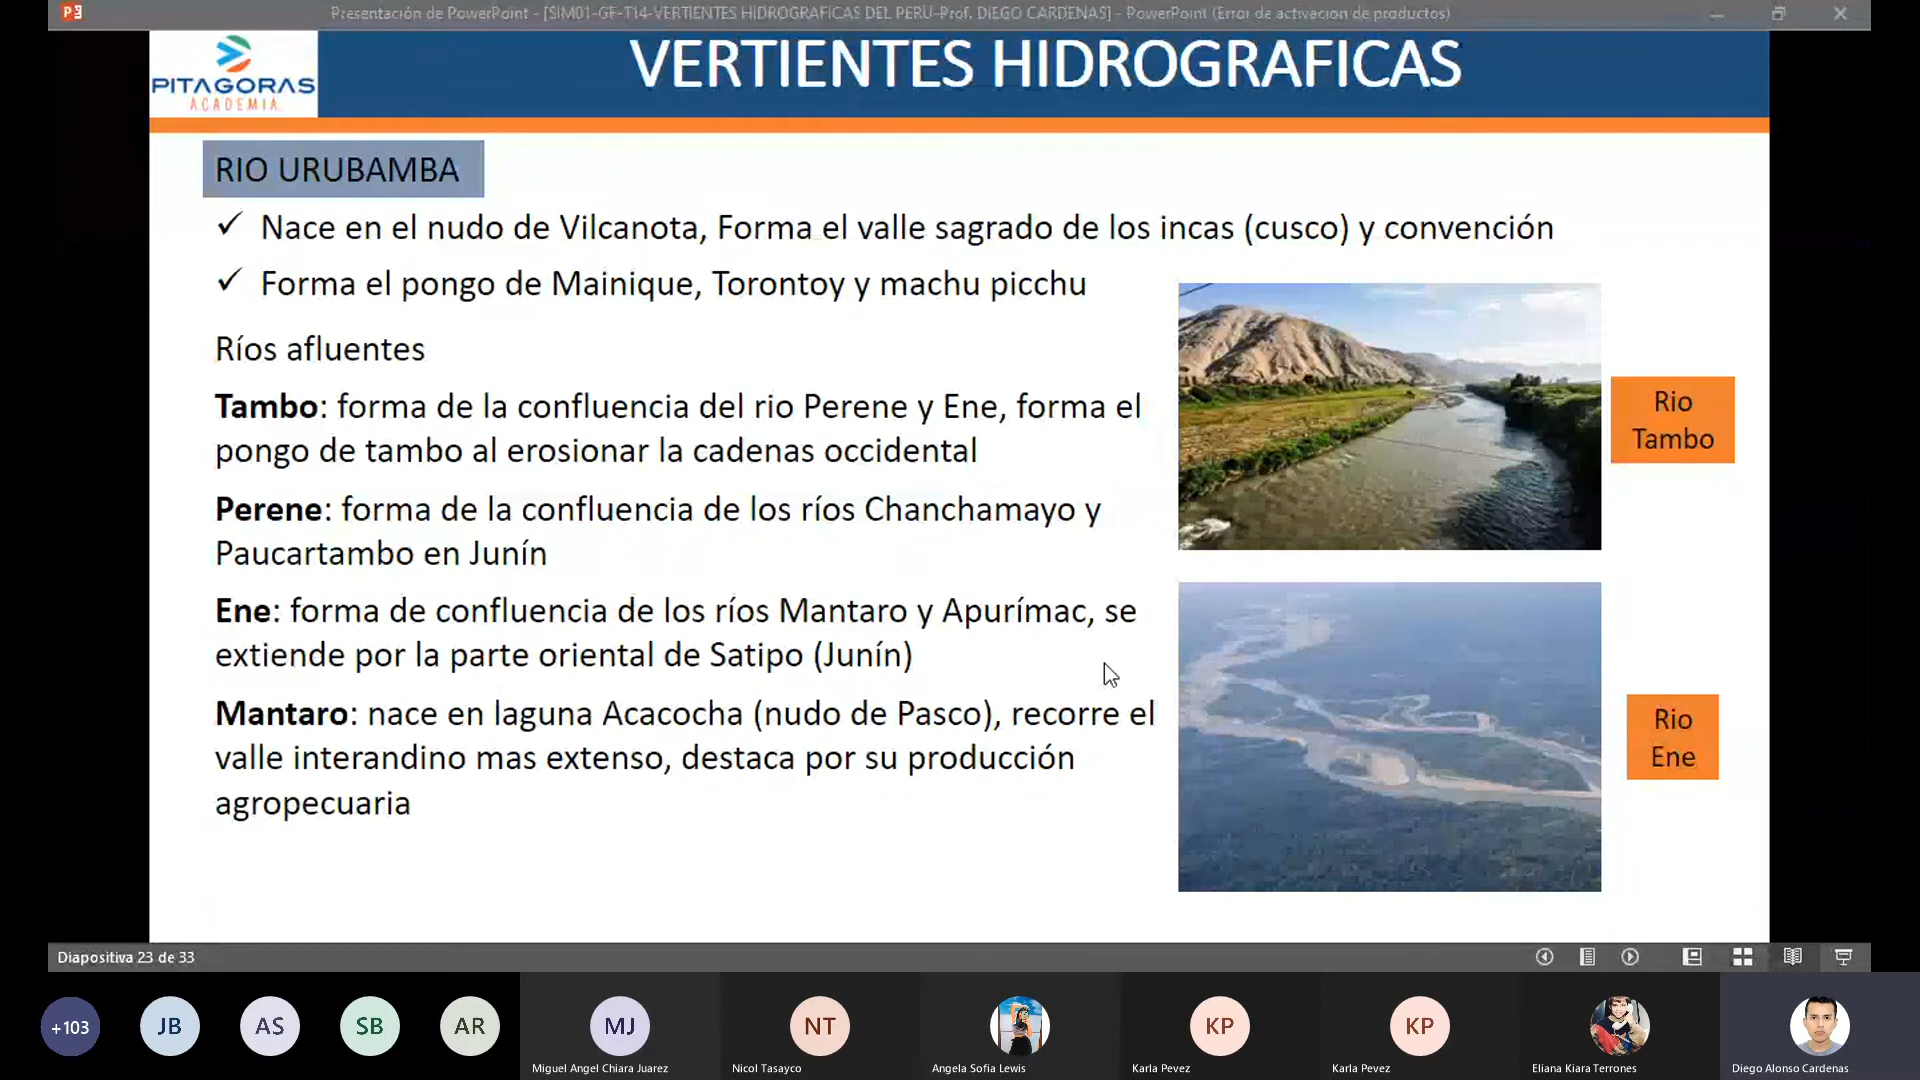 Presentación de PowerPoint - [SIM01-GF-T14-VERTIENTES HIDROGRAFICAS DEL PERU-Prof. DIEGO CARDENAS] - PowerPoint (Error de activación de productos)
PITAGORAS
ACADEMIA
VERTIENTES HIDROGRAFICAS
RIO URUBAMBA
✓ Nace en el nudo de Vilcanota, Forma el valle sagrado de los incas (cusco) y convención
✓ Forma el pongo de Mainique, Torontoy y machu picchu
Ríos afluentes
Tambo: forma de la confluencia del rio Perene y Ene, forma el
pongo de tambo al erosionar la cadenas occidental
Perene: forma de la confluencia de los ríos Chanchamayo y
Paucartambo en Junín
Ene: forma de confluencia de los ríos Mantaro y Apurímac, se
extiende por la parte oriental de Satipo (Junín)
Mantaro: nace en laguna Acacocha (nudo de Pasco), recorre el
valle interandino mas extenso, destaca por su producción
agropecuaria
Rio
Tambo
Rio
Ene
Diapositiva 23 de 33
+103
JB
AS
SB
AR
MJ
NT
KP
KP
Miguel Angel Chiara Juarez
Nicol Tasayco
Angela Sofia Lewis
Karla Pevez
Karla Pevez
Eliana Kiara Terrones
Diego Alonso Cardenas